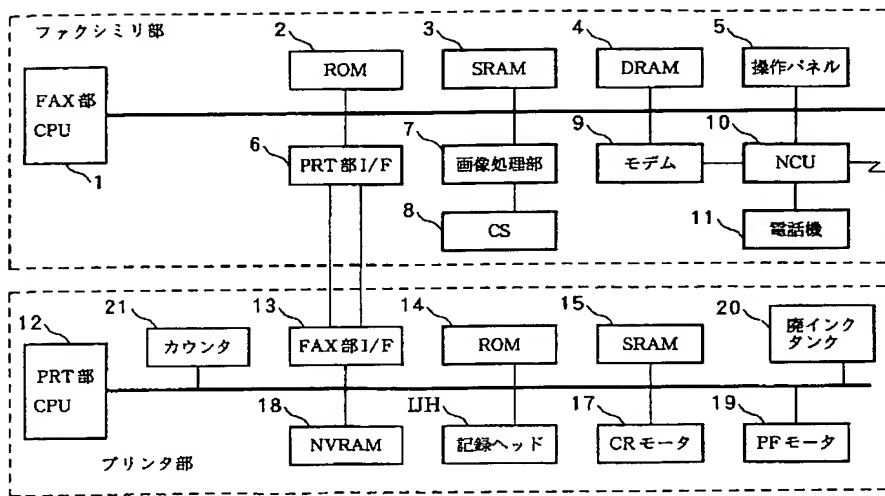 ファクシミリ部
2
3
4
5
ROM
SRAM
DRAM
操作パネル
FAX部
CPU
1
6
7
9
10
PRT部I/F
画像処理部
モデム
NCU
8
11
CS
電話機
12
21
13
14
15
20
カウンタ
FAX部I/F
ROM
SRAM
廃インク
タンク
PRT部
CPU
18
IJH
17
19
NVRAM
記録ヘッド
CRモータ
PFモータ
プリンタ部